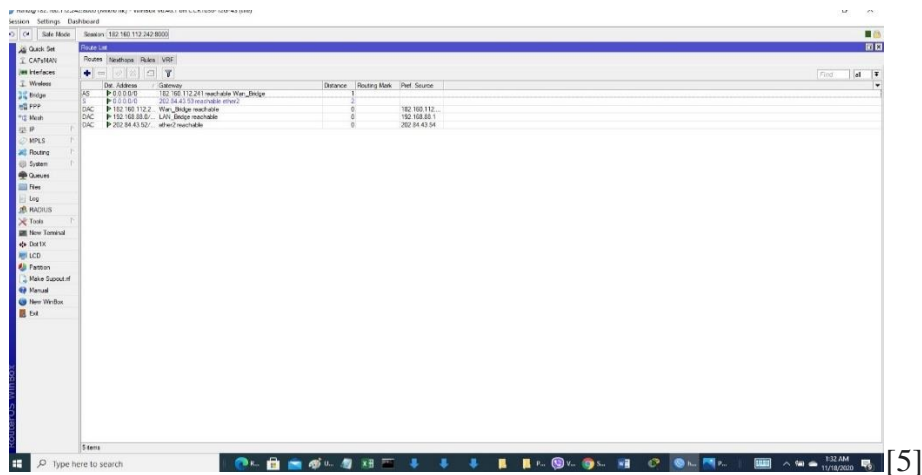 Session Settings Dashboard
Safe Mode
Session: 182.160.112.242:8000
Quick Set
CAPsMAN
Interfaces
Wireless
Bridge
PPP
Mesh
IP
MPLS
Routing
System
Queues
Files
Log
RADIUS
Tools
New Terminal
Dot1X
LCD
Partition
Make Supout.rif
Manual
New WinBox
Exit
RouterOS WinBox
Route List
Routes Nexthops Rules VRF
Find all
Dst. Address Gateway Distance Routing Mark Pref. Source
AS 0.0.0.0/0 182.160.112.241 reachable Wan_Bridge 1
S 0.0.0.0/0 202.84.43.53 reachable ether2 2
DAC 182.160.112.2... Wan_Bridge reachable 0 182.160.112....
DAC 192.168.88.0/... LAN_Bridge reachable 0 192.168.88.1
DAC 202.84.43.52/... ether2 reachable 0 202.84.43.54
5 items
Type here to search
1:32 AM
11/18/2020
[5]